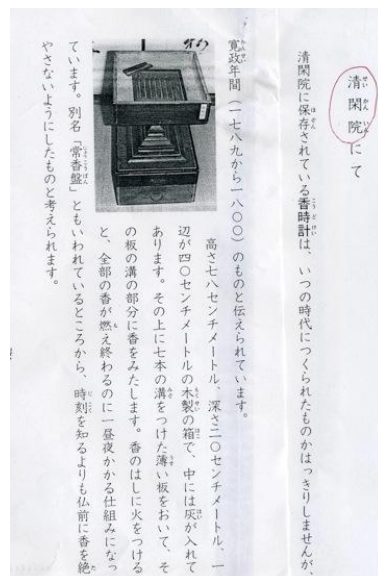 清閑院にて
清閑院に保存されている香時計は、いつの時代につくられたものかはっきりしませんが、
寛政年間(一七八九から一八〇〇)のものと伝えられています。
高さ七八センチメートル、深さ二〇センチメートル、一
辺が四〇センチメートルの木製の箱で、中には灰が入れて
あります。その上に七本の溝をつけた薄い板をおいて、そ
の板の溝の部分に香をみたします。香のはしに火をつける
と、全部の香が燃え終わるのに一昼夜かかる仕組みになっ
ています。別名「常香盤」ともいわれているところから、時刻を知るよりも仏前に香を絶
やさないようにしたものと考えられます。